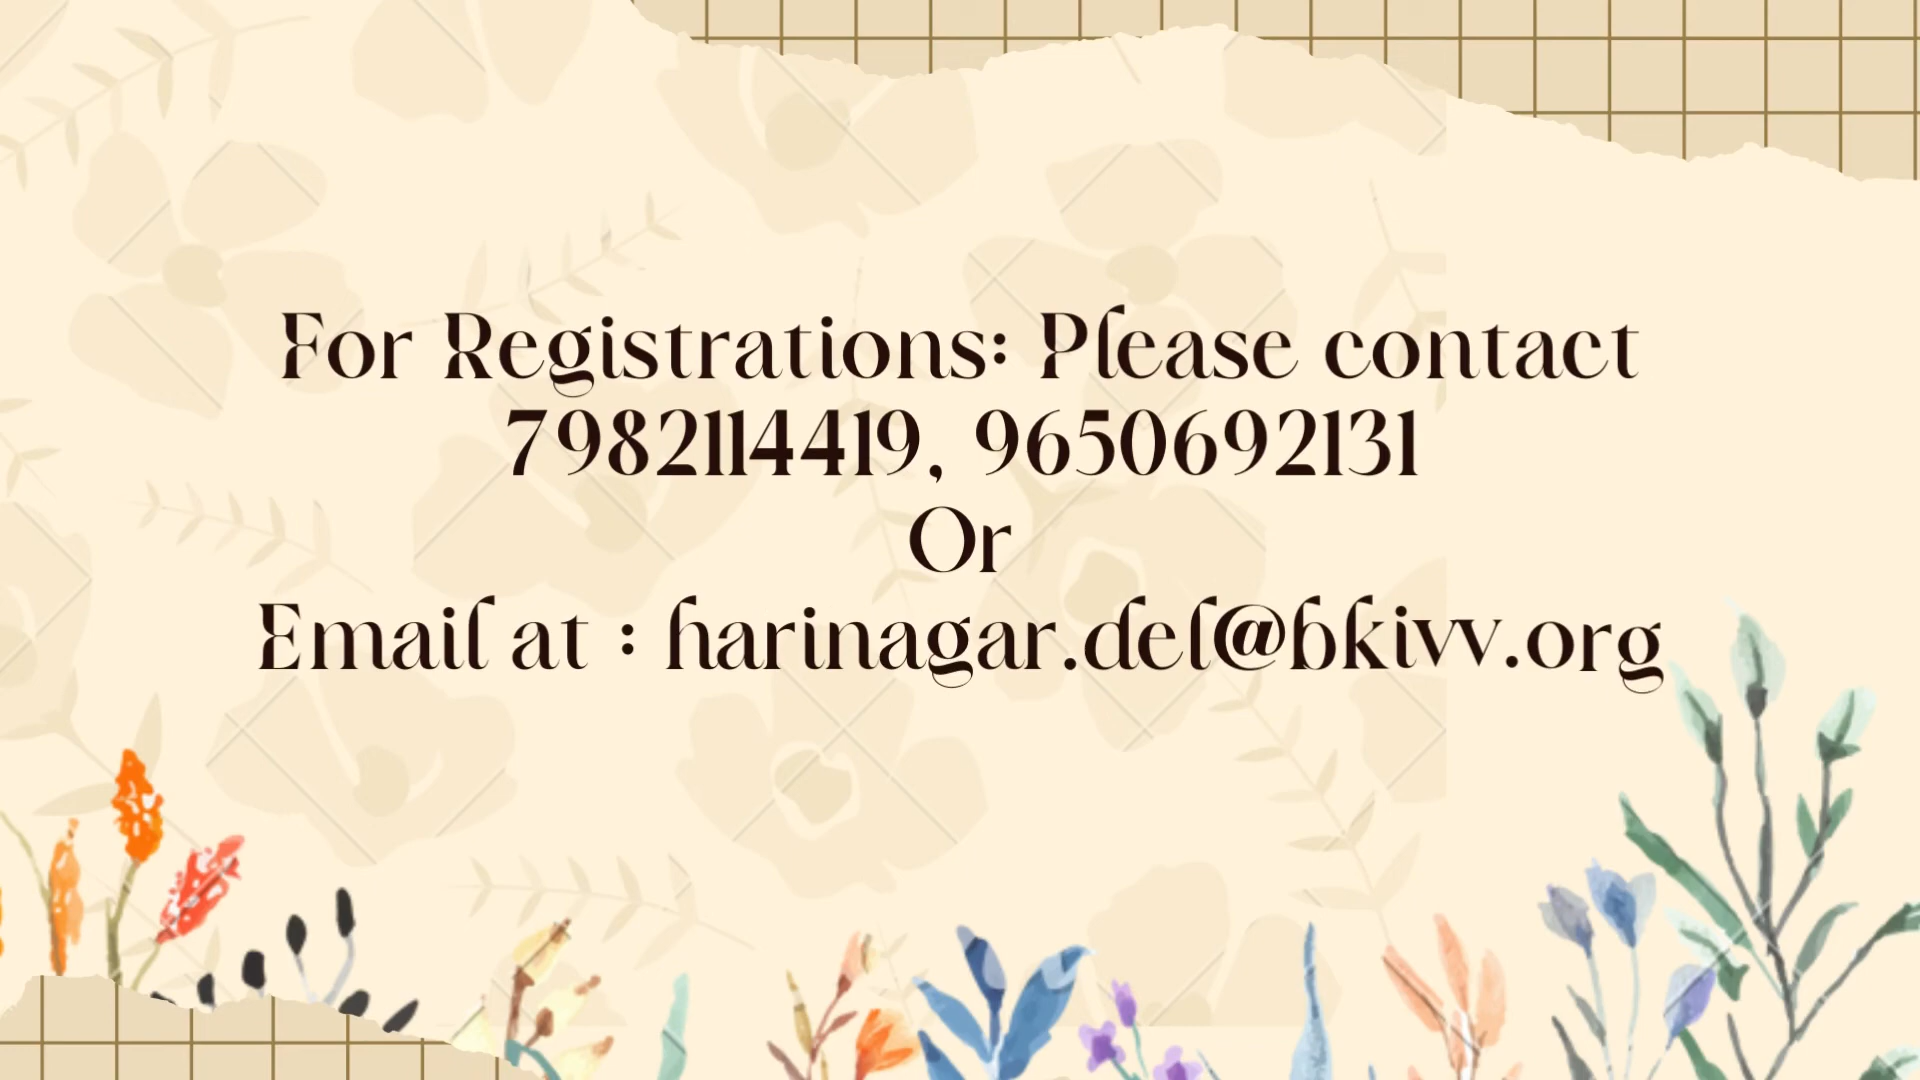 For Registrations: Please contact
7982114419, 9650692131
Or
Email at : harinagar.del@bkivv.org